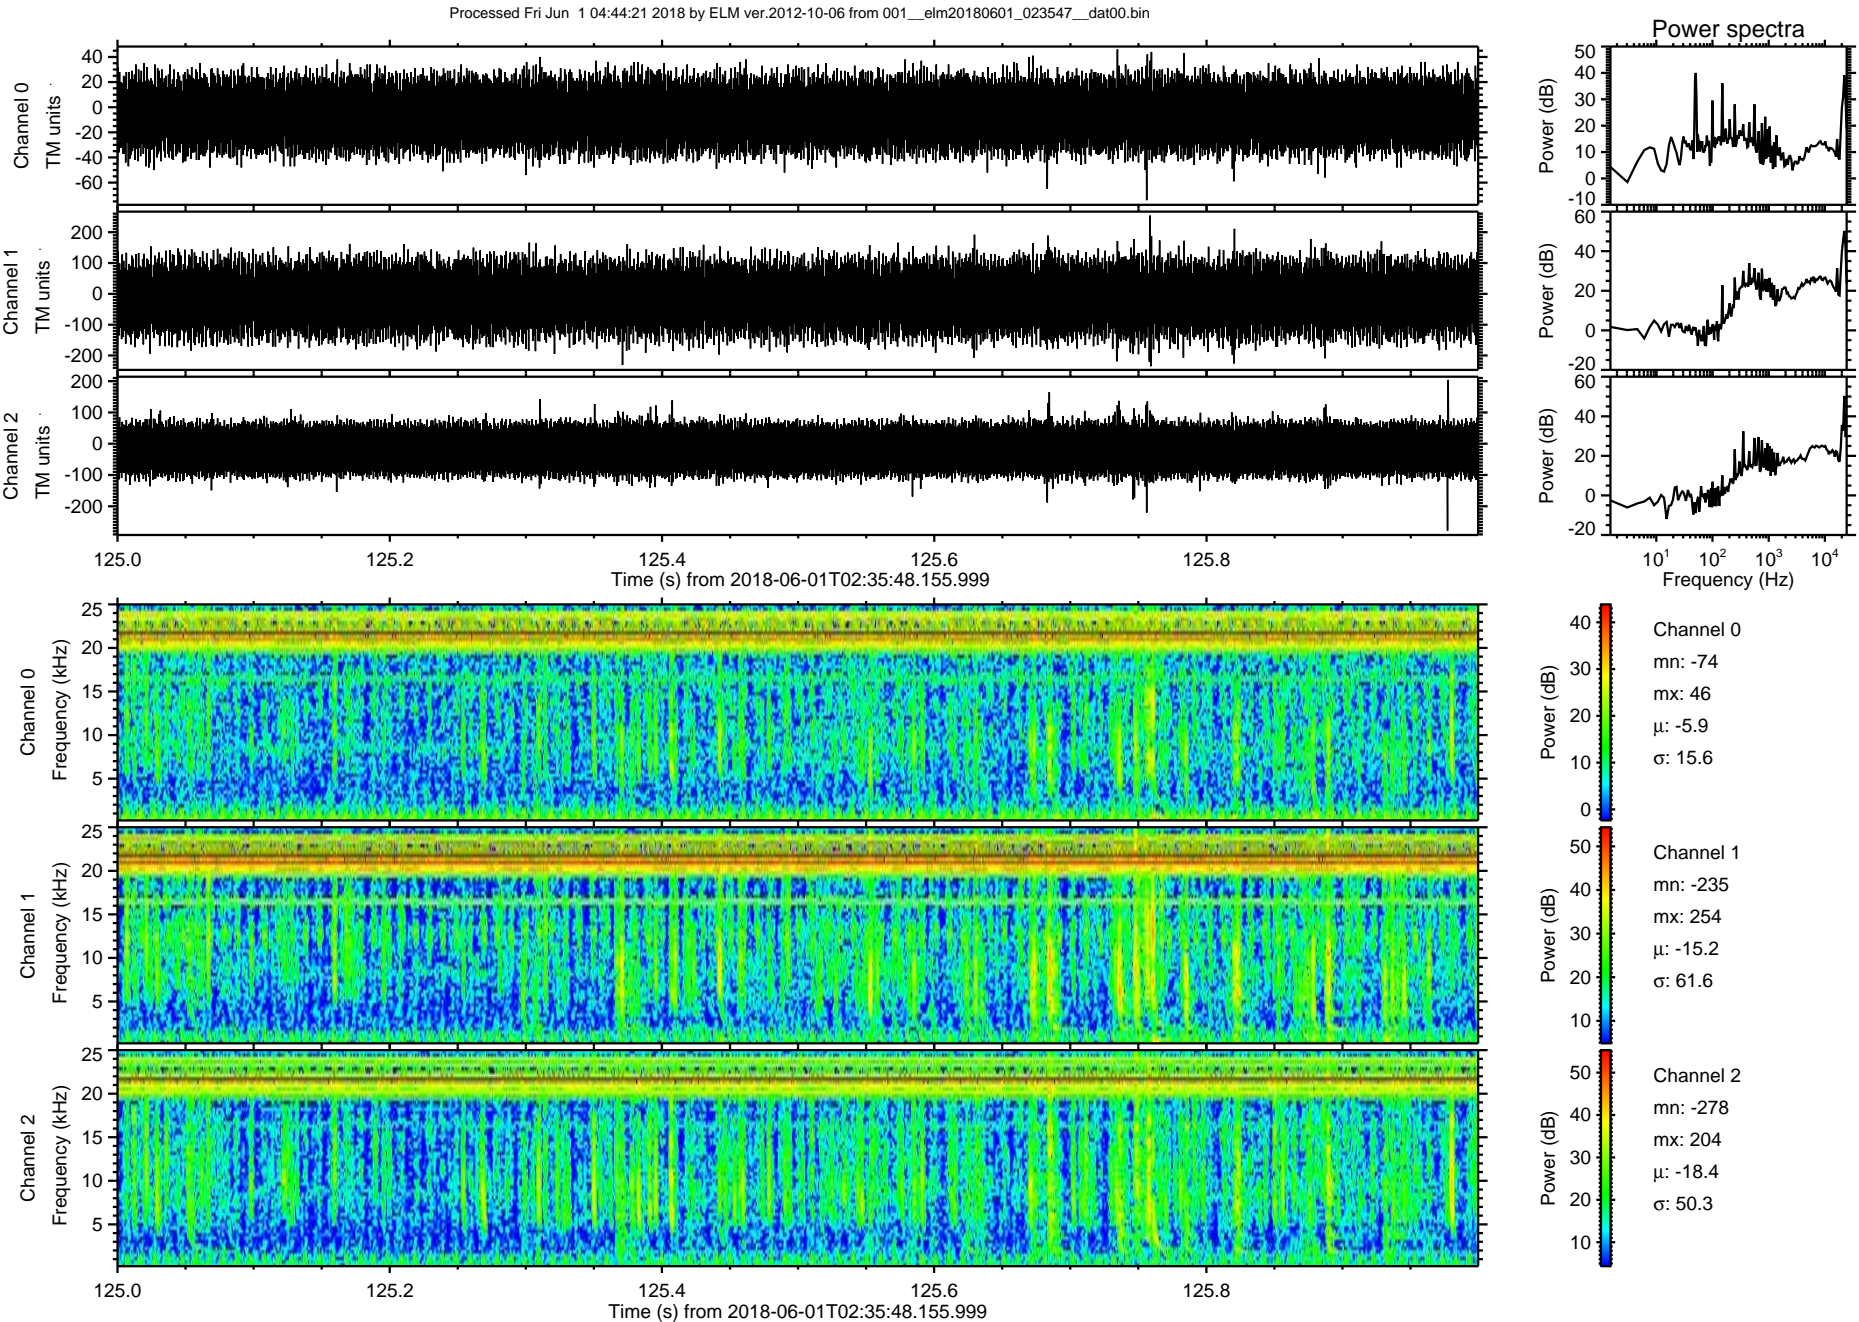 Processed Fri Jun 1 04:44:21 2018 by ELM ver.2012-10-06 from 001__elm20180601_023547__dat00.bin
Power spectra
Channel 0
TM units
40
20
0
-20
-40
-60
Power (dB)
50
40
30
20
10
0
-10
Channel 1
TM units
200
100
0
-100
-200
Power (dB)
60
40
20
0
-20
Channel 2
TM units
200
100
0
-100
-200
Power (dB)
60
40
20
0
-20
125.0 125.2 125.4 125.6 125.8
Time (s) from 2018-06-01T02:35:48.155.999
10¹ 10² 10³ 10⁴
Frequency (Hz)
Channel 0
Frequency (kHz)
25
20
15
10
5
Power (dB)
40
30
20
10
0
Channel 0
mn: -74
mx: 46
μ: -5.9
σ: 15.6
Channel 1
Frequency (kHz)
25
20
15
10
5
Power (dB)
50
40
30
20
10
Channel 1
mn: -235
mx: 254
μ: -15.2
σ: 61.6
Channel 2
Frequency (kHz)
25
20
15
10
5
Power (dB)
50
40
30
20
10
Channel 2
mn: -278
mx: 204
μ: -18.4
σ: 50.3
125.0 125.2 125.4 125.6 125.8
Time (s) from 2018-06-01T02:35:48.155.999